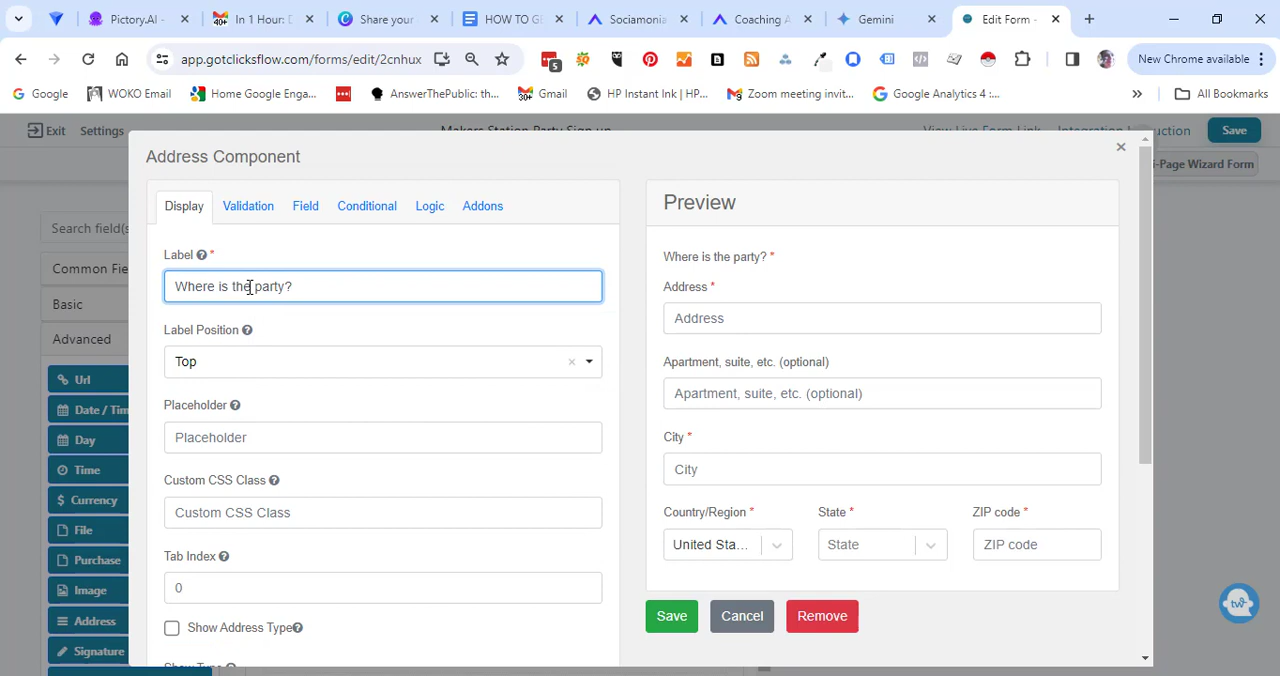 Pictory.AI -
In 1 Hour: D
Share your
HOW TO GE
Sociamonia
Coaching A
Gemini
Edit Form -
app.gotclicksflow.com/forms/edit/2cnhux
5
New Chrome available
Google
WOKO Email
Home Google Enga...
AnswerThePublic: th...
30+ Gmail
HP Instant Ink | HP...
Zoom meeting invit...
Google Analytics 4 :...
All Bookmarks
Exit
Settings
Makers Station Party Sign up
View Live Form Link
Save
i-Page Wizard Form
Search field(s
Common Fie
Basic
Advanced
Url
Date / Tim
Day
Time
$ Currency
File
Purchase
Image
Address
Signature
Address Component
Display
Validation
Field
Conditional
Logic
Addons
Label *
Where is the party?
Label Position
Top
Placeholder
Placeholder
Custom CSS Class
Custom CSS Class
Tab Index
0
Show Address Type
Preview
Where is the party? *
Address *
Address
Apartment, suite, etc. (optional)
Apartment, suite, etc. (optional)
City *
City
Country/Region *
State *
ZIP code *
United Sta...
State
ZIP code
Save
Cancel
Remove
tw